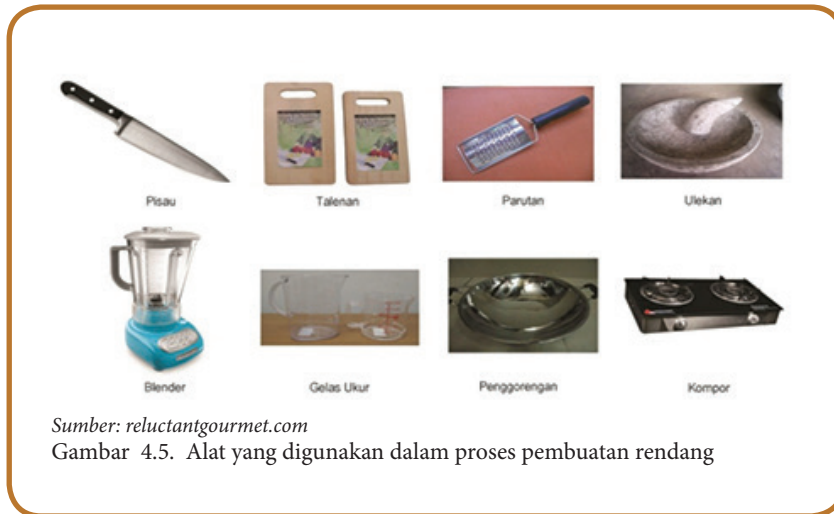 Pisau
Talenan
Parutan
Ulekan
Blender
Gelas Ukur
Penggorengan
Kompor
Sumber: reluctantgourmet.com
Gambar 4.5. Alat yang digunakan dalam proses pembuatan rendang